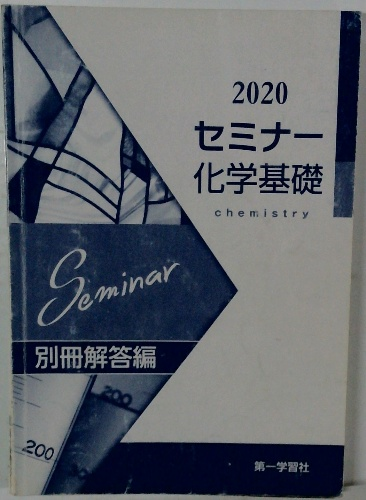 2020
セミナー
化学基礎
chemistry
Seminar
別冊解答編
200
200
第一学習社